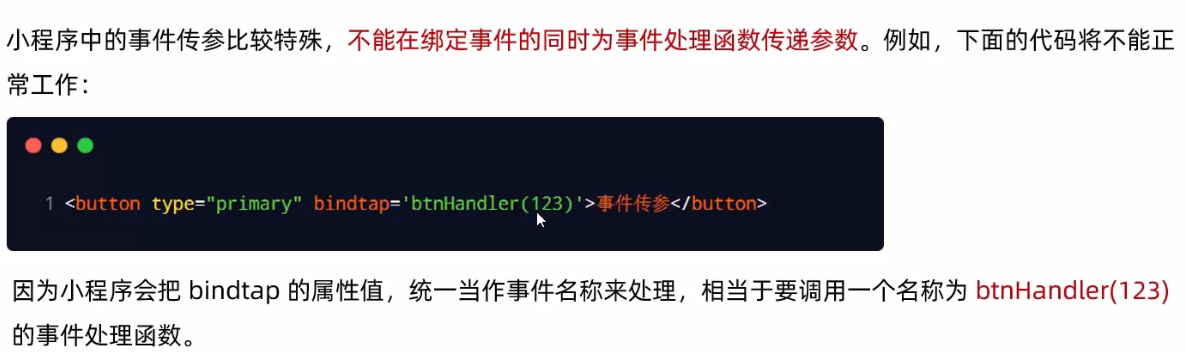 小程序中的事件传参比较特殊，不能在绑定事件的同时为事件处理函数传递参数。例如，下面的代码将不能正
常工作：
1 <button type="primary" bindtap='btnHandler(123)'>事件传参</button>
因为小程序会把 bindtap 的属性值，统一当作事件名称来处理，相当于要调用一个名称为 btnHandler(123)
的事件处理函数。